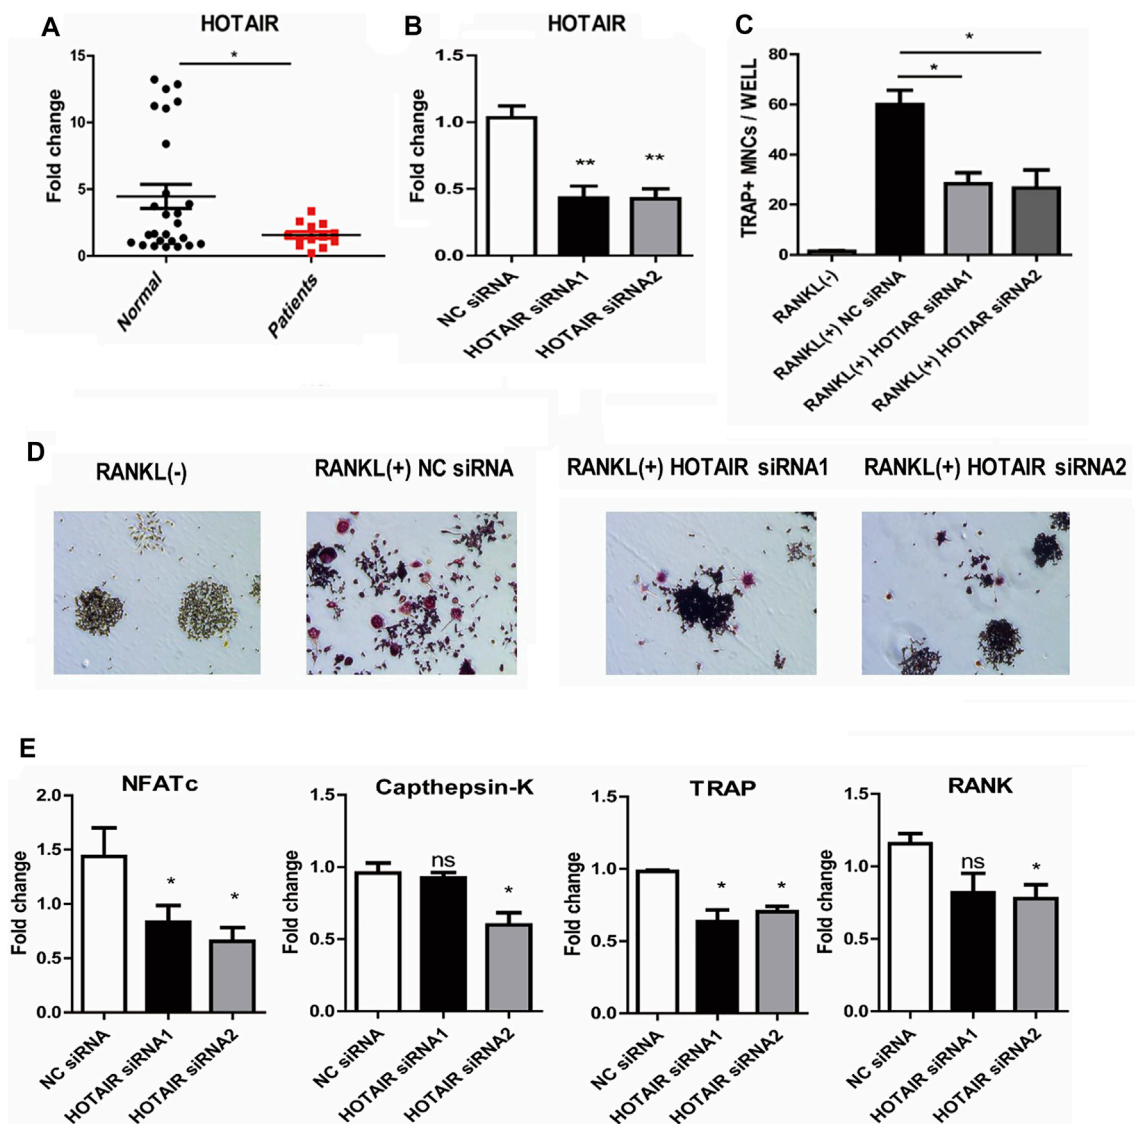 A
HOTAIR
Fold change
15
10
5
0
*
Normal
Patients
B
HOTAIR
Fold change
1.5
1.0
0.5
0.0
**
**
NC siRNA
HOTAIR siRNA1
HOTAIR siRNA2
C
TRAP+ MNCs / WELL
80
60
40
20
0
*
*
RANKL(-)
RANKL(+) NC siRNA
RANKL(+) HOTIAR siRNA1
RANKL(+) HOTIAR siRNA2
D
RANKL(-)
RANKL(+) NC siRNA
RANKL(+) HOTAIR siRNA1
RANKL(+) HOTAIR siRNA2
E
NFATc
Fold change
2.0
1.5
1.0
0.5
0.0
*
*
NC siRNA
HOTAIR siRNA1
HOTAIR siRNA2
Capthepsin-K
Fold change
1.5
1.0
0.5
0.0
ns
*
NC siRNA
HOTAIR siRNA1
HOTAIR siRNA2
TRAP
Fold change
1.5
1.0
0.5
0.0
*
*
NC siRNA
HOTAIR siRNA1
HOTAIR siRNA2
RANK
Fold change
1.5
1.0
0.5
0.0
ns
*
NC siRNA
HOTAIR siRNA1
HOTAIR siRNA2